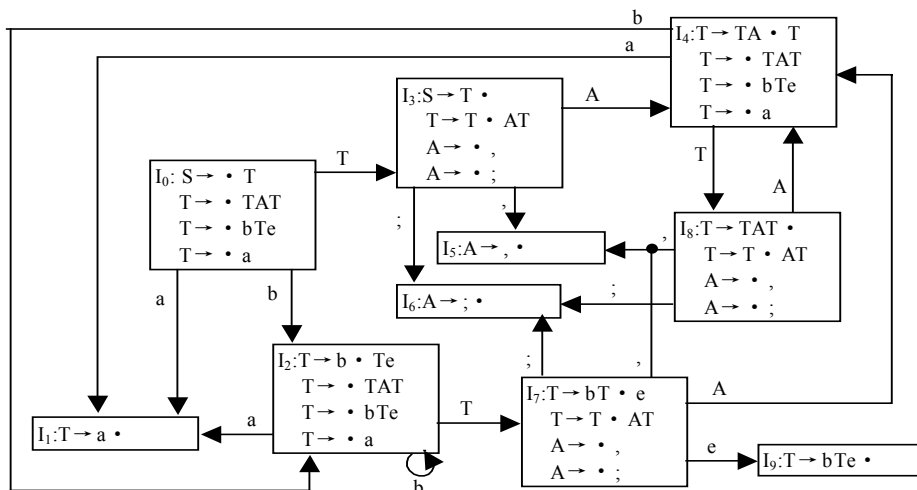 b
a
I4:T→TA・T
T→・TAT
T→・bTe
T→・a
I3:S→T・
T→T・AT
A→・,
A→・;
A
T
A
I0: S→・T
T→・TAT
T→・bTe
T→・a
T
;
,
I5:A→,・
,
I8:T→TAT・
T→T・AT
A→・,
A→・;
a
b
I6:A→;・
;
I2:T→b・Te
T→・TAT
T→・bTe
T→・a
;
,
I7:T→bT・e
T→T・AT
A→・,
A→・;
A
T
a
I1:T→a・
e
I9:T→bTe・
b